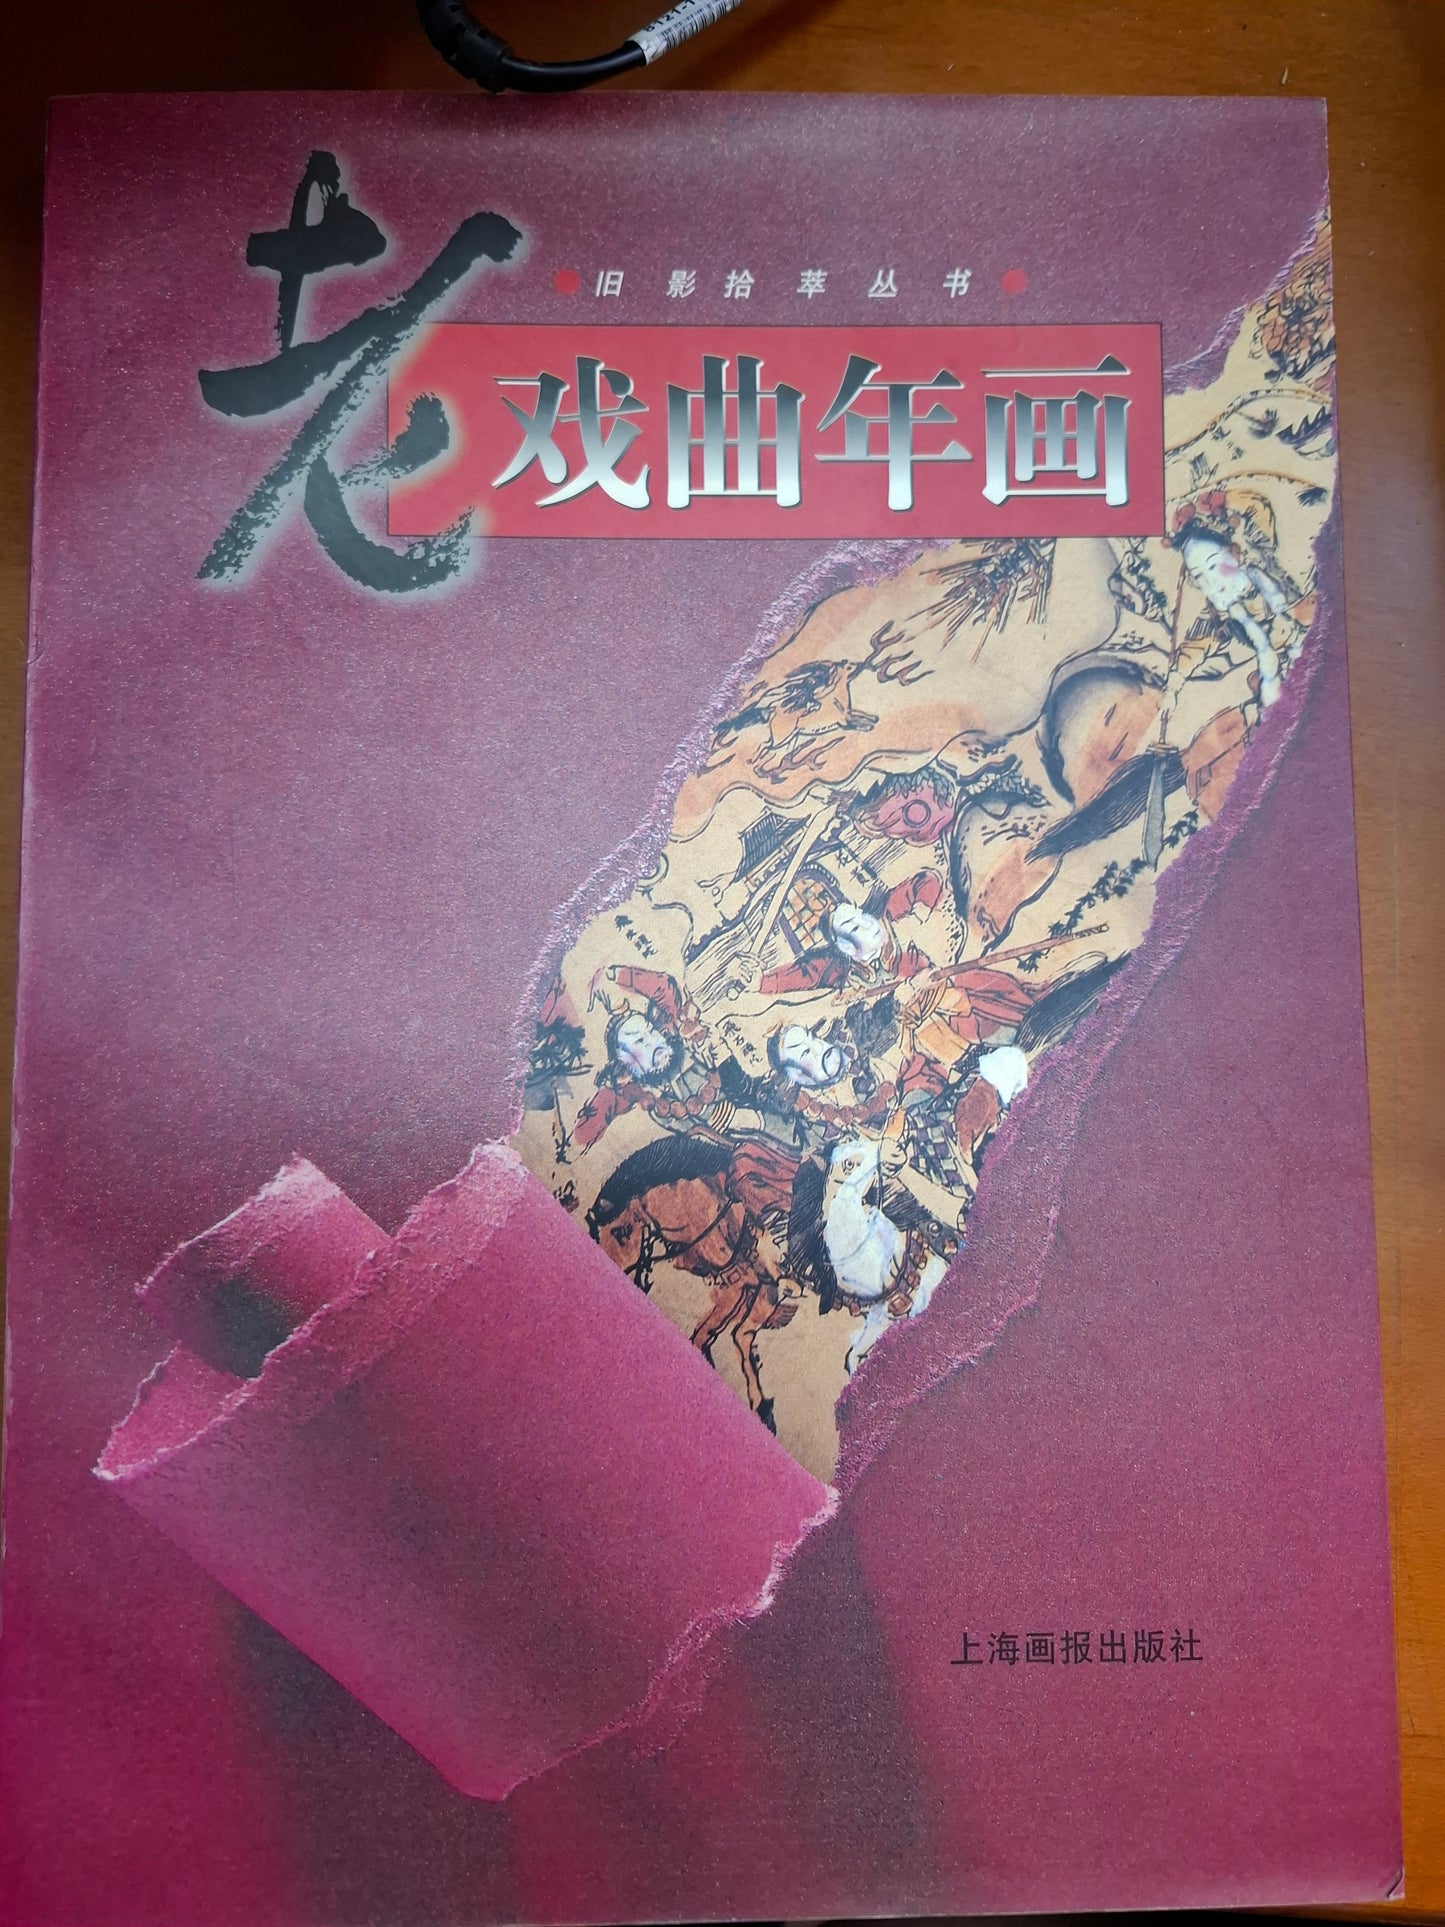 旧影拾萃丛书
老戏曲年画
上海画报出版社